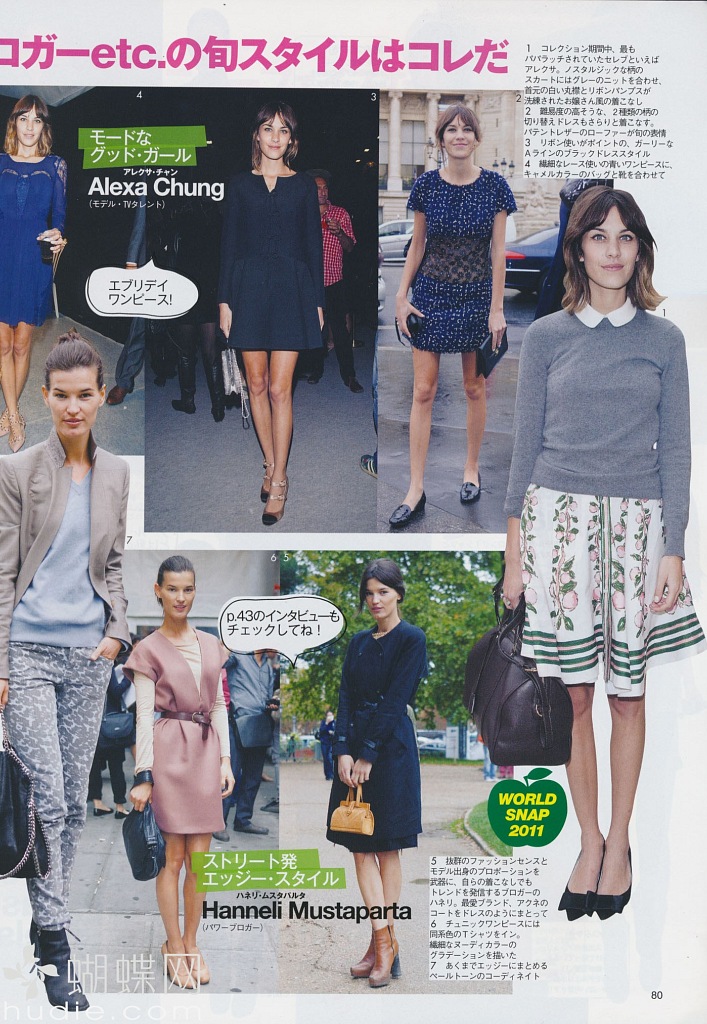 ロガーetc.の旬スタイルはコレだ
1 コレクション期間中、最も
パパラッチされていたセレブといえば
アレクサ。ノスタルジックな柄の
スカートにはグレーのニットを合わせ、
首元の白い丸襟とリボンパンプスが
洗練されたお嬢さん風の着こなし
2 難易度の高そうな、2種類の柄の
切り替えドレスもさらりと着こなす。
パテントレザーのローファーが旬の表情
3 リボン使いがポイントの、ガーリーな
Aラインのブラックドレススタイル
4 繊細なレース使いの青いワンピースに、
キャメルカラーのバッグと靴を合わせて
4
3
2
モードな
グッド・ガール
アレクサ・チャン
Alexa Chung
(モデル・TVタレント)
エブリデイ
ワンピース!
1
7
6
5
p.43のインタビューも
チェックしてね!
WORLD
SNAP
2011
ストリート発
エッジー・スタイル
ハネリ・ムスタパルタ
Hanneli Mustaparta
(パワーブロガー)
5 抜群のファッションセンスと
モデル出身のプロポーションを
武器に、自らの着こなしでも
トレンドを発信するブロガーの
ハネリ。最愛ブランド、アクネの
コートをドレスのようにまとって
6 チュニックワンピースには
同系色のTシャツをイン。
繊細なヌーディカラーの
グラデーションを描いた
7 あくまでエッジーにまとめる
ペールトーンのコーディネイト
80
蝴蝶网
hudie.com